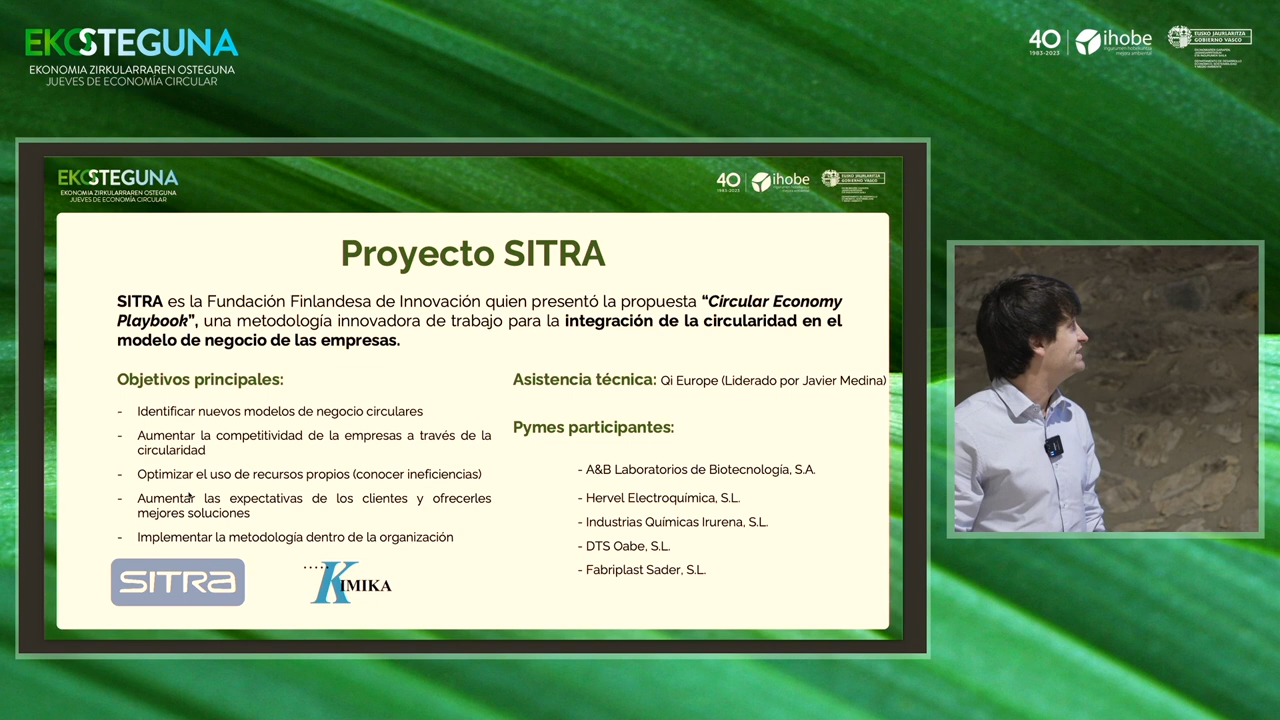 EKOSTEGUNA
EKONOMIA ZIRKULARRAREN OSTEGUNA
JUEVES DE ECONOMÍA CIRCULAR
40
1983-2023
ihobe
ingurumen hobekuntza
mejora ambiental
EUSKO JAURLARITZA
GOBIERNO VASCO
EKOSTEGUNA
EKONOMIA ZIRKULARRAREN OSTEGUNA
JUEVES DE ECONOMÍA CIRCULAR
40
1983-2023
ihobe
EUSKO JAURLARITZA
GOBIERNO VASCO
Proyecto SITRA
SITRA es la Fundación Finlandesa de Innovación quien presentó la propuesta “Circular Economy
Playbook”, una metodología innovadora de trabajo para la integración de la circularidad en el
modelo de negocio de las empresas.
Objetivos principales:
- Identificar nuevos modelos de negocio circulares
- Aumentar la competitividad de la empresas a través de la
circularidad
- Optimizar el uso de recursos propios (conocer ineficiencias)
- Aumentar las expectativas de los clientes y ofrecerles
mejores soluciones
- Implementar la metodología dentro de la organización
SITRA
KIMIKA
Asistencia técnica: Qi Europe (Liderado por Javier Medina)
Pymes participantes:
- A&B Laboratorios de Biotecnología, S.A.
- Hervel Electroquímica, S.L.
- Industrias Químicas Irurena, S.L.
- DTS Oabe, S.L.
- Fabriplast Sader, S.L.